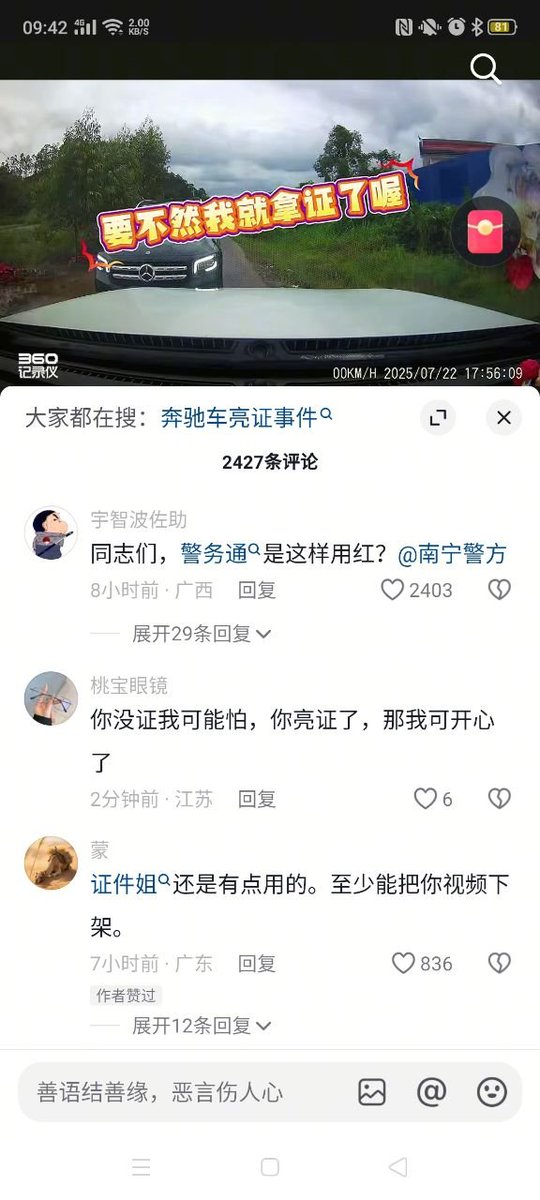 09:42 4G 2.00 KB/S 81
要不然我就拿证了喔
360
记录仪
00KM/H 2025/07/22 17:56:09
大家都在搜：奔驰车亮证事件
2427条评论
宇智波佐助
同志们，警务通是这样用红？@南宁警方
8小时前 · 广西 回复 2403
展开29条回复
桃宝眼镜
你没证我可能怕，你亮证了，那我可开心
了
2分钟前 · 江苏 回复 6
蒙
证件姐还是有点用的。至少能把你视频下
架。
7小时前 · 广东 回复 836
作者赞过
展开12条回复
善语结善缘，恶言伤人心